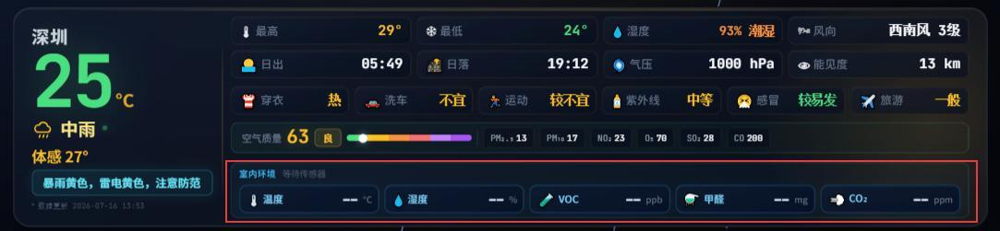 深圳
25 °C
中雨
体感 27°
暴雨黄色，雷电黄色，注意防范
* 数据更新 2026-07-16 13:53
最高 29° 最低 24° 湿度 93% 潮湿 风向 西南风 3级
日出 05:49 日落 19:12 气压 1000 hPa 能见度 13 km
穿衣 热 洗车 不宜 运动 较不宜 紫外线 中等 感冒 较易发 旅游 一般
空气质量 63 良 PM₂.₅ 13 PM₁₀ 17 NO₂ 23 O₃ 70 SO₂ 28 CO 200
室内环境 等待传感器
温度 -- °C 湿度 -- % VOC -- ppb 甲醛 -- mg CO₂ -- ppm